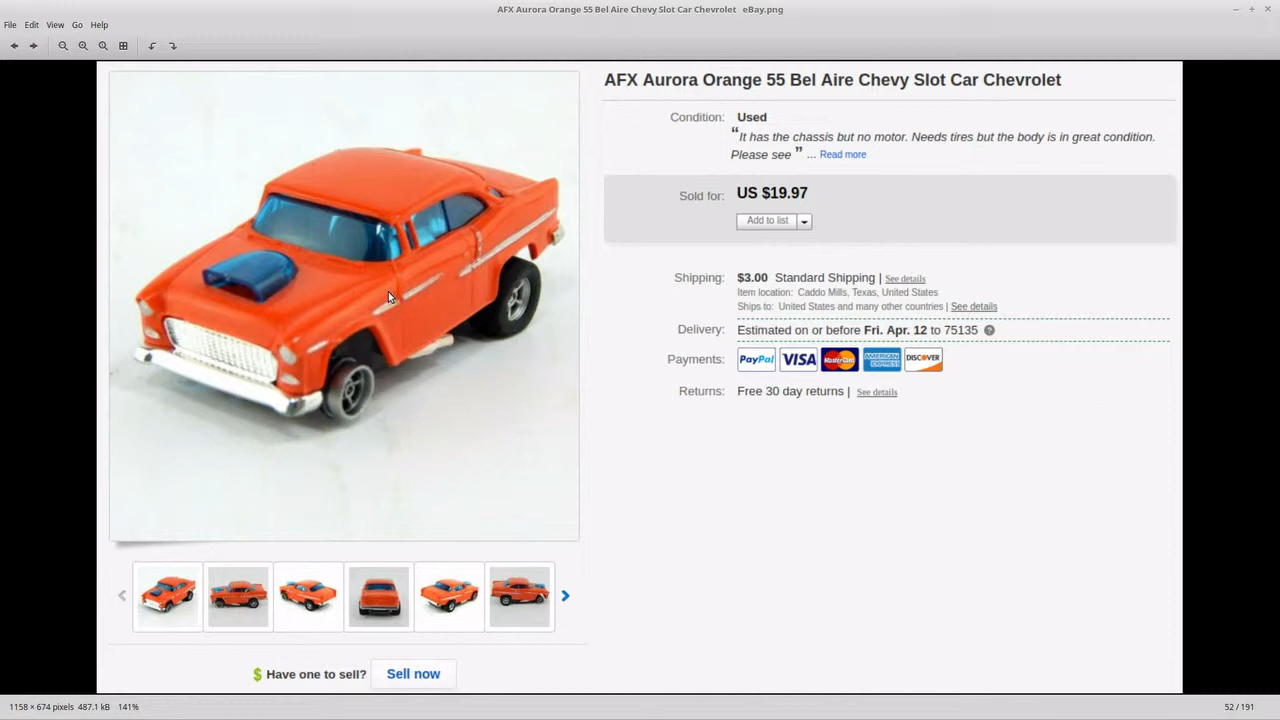 AFX Aurora Orange 55 Bel Aire Chevy Slot Car Chevrolet  eBay.png
File Edit View Go Help
AFX Aurora Orange 55 Bel Aire Chevy Slot Car Chevrolet
Condition: Used
“It has the chassis but no motor. Needs tires but the body is in great condition.
Please see ” ... Read more
Sold for: US $19.97
Add to list
Shipping: $3.00 Standard Shipping | See details
Item location: Caddo Mills, Texas, United States
Ships to: United States and many other countries | See details
Delivery: Estimated on or before Fri. Apr. 12 to 75135 ?
Payments: PayPal VISA MasterCard AMERICAN EXPRESS DISCOVER
Returns: Free 30 day returns | See details
$ Have one to sell? Sell now
1158 × 674 pixels 487.1 kB 141% 52 / 191